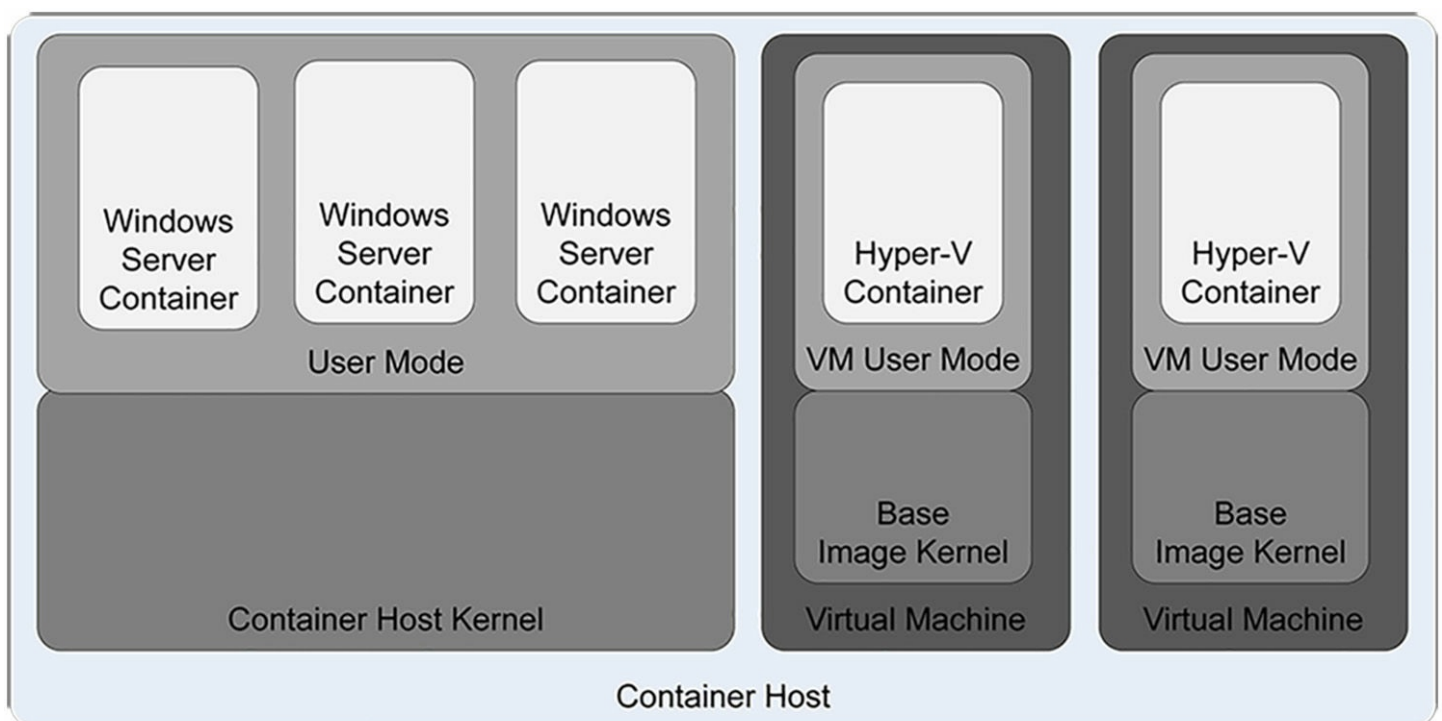 Windows
Server
Container
Windows
Server
Container
Windows
Server
Container
User Mode
Container Host Kernel
Hyper-V
Container
VM User Mode
Base
Image Kernel
Virtual Machine
Hyper-V
Container
VM User Mode
Base
Image Kernel
Virtual Machine
Container Host